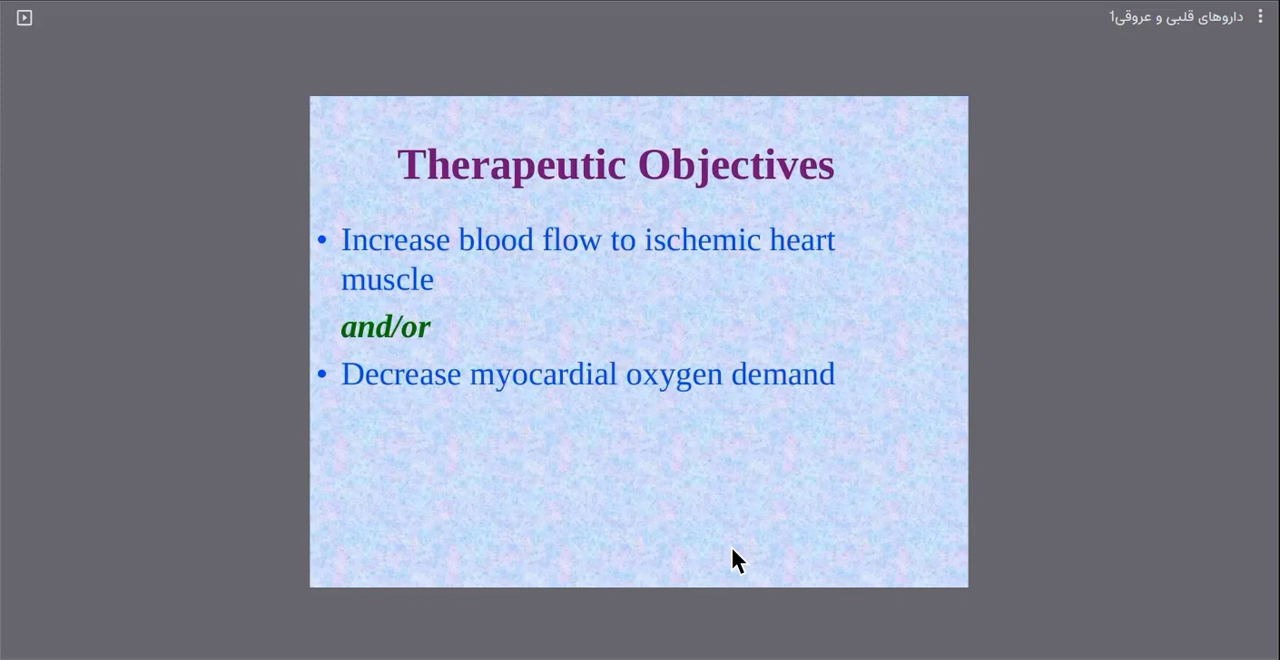 داروهای قلبی و عروقی1
Therapeutic Objectives
• Increase blood flow to ischemic heart
muscle
and/or
• Decrease myocardial oxygen demand